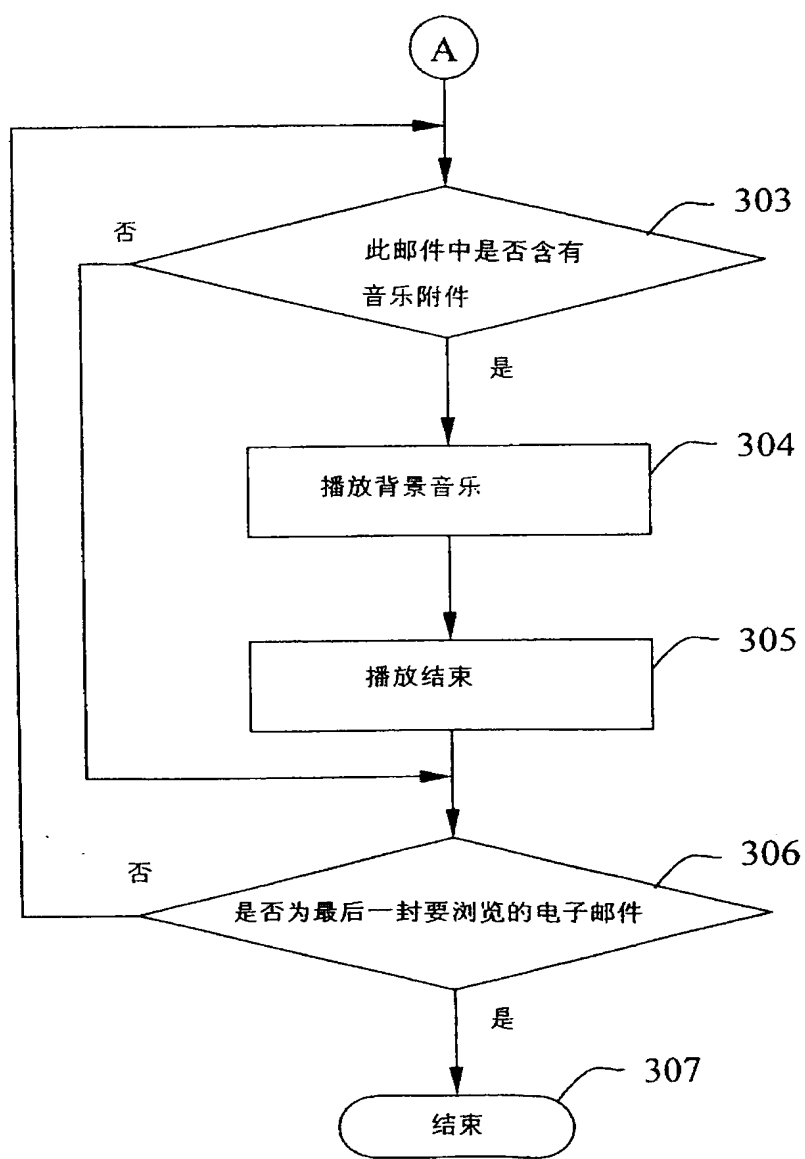 A
303
否
此邮件中是否含有
音乐附件
是
304
播放背景音乐
305
播放结束
306
否
是否为最后一封要浏览的电子邮件
是
307
结束